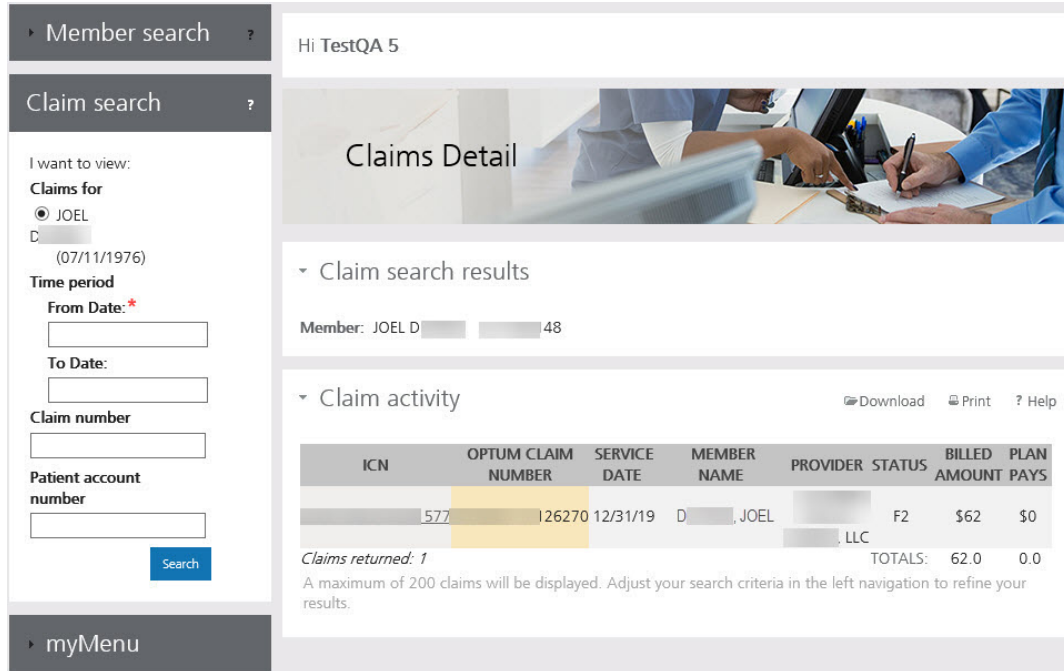 Member search ?
Claim search ?
I want to view:
Claims for
JOEL
D
(07/11/1976)
Time period
From Date:*
To Date:
Claim number
Patient account
number
Search
myMenu
Hi TestQA 5
Claims Detail
Claim search results
Member: JOEL D 48
Claim activity
Download Print ? Help
ICN OPTUM CLAIM NUMBER SERVICE DATE MEMBER NAME PROVIDER STATUS BILLED AMOUNT PLAN PAYS
577 126270 12/31/19 D , JOEL , LLC F2 $62 $0
Claims returned: 1 TOTALS: 62.0 0.0
A maximum of 200 claims will be displayed. Adjust your search criteria in the left navigation to refine your
results.